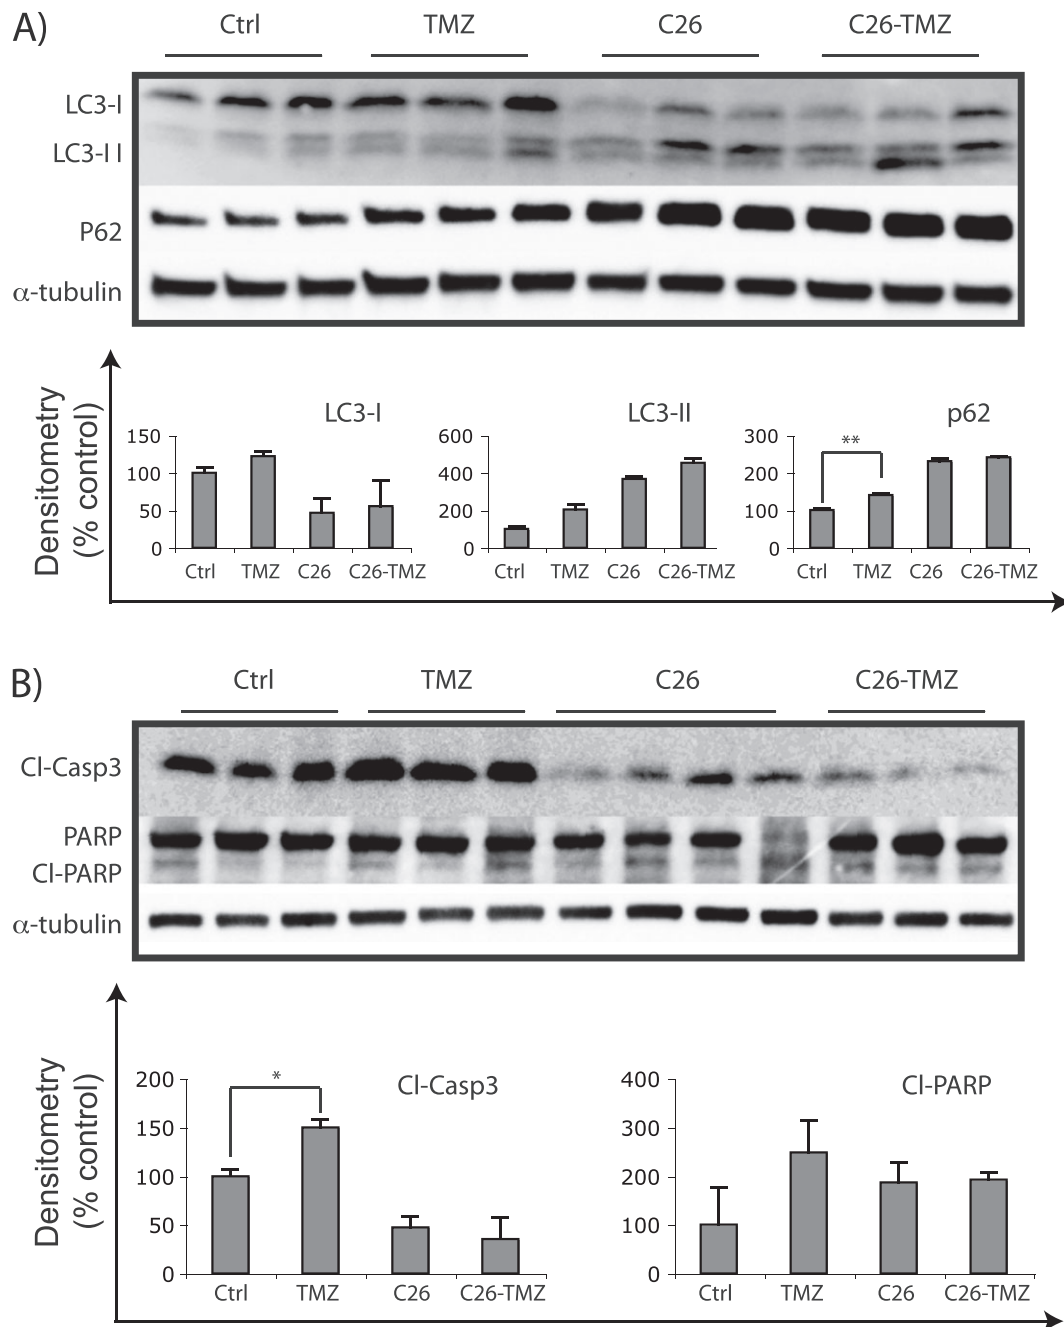 A)
Ctrl TMZ C26 C26-TMZ
LC3-I
LC3-I I
P62
α-tubulin
Densitometry
(% control)
LC3-I
150
100
50
0
Ctrl TMZ C26 C26-TMZ
LC3-II
600
400
200
0
Ctrl TMZ C26 C26-TMZ
p62
**
300
200
100
0
Ctrl TMZ C26 C26-TMZ
B)
Ctrl TMZ C26 C26-TMZ
Cl-Casp3
PARP
Cl-PARP
α-tubulin
Densitometry
(% control)
Cl-Casp3
*
200
150
100
50
0
Ctrl TMZ C26 C26-TMZ
Cl-PARP
400
300
200
100
0
Ctrl TMZ C26 C26-TMZ